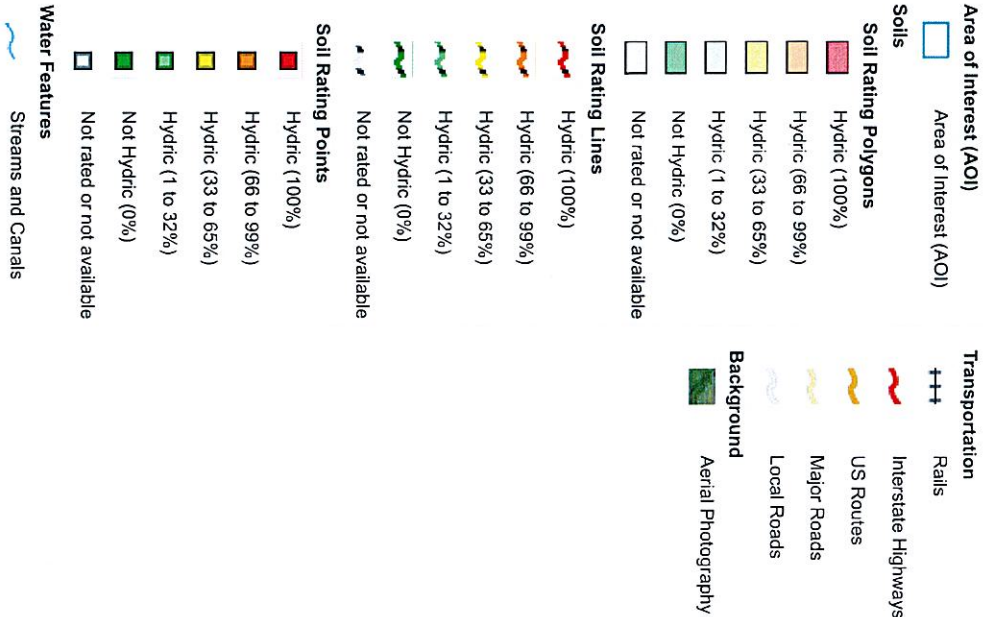 Area of Interest (AOI)
Area of Interest (AOI)
Soils
Soil Rating Polygons
Hydric (100%)
Hydric (66 to 99%)
Hydric (33 to 65%)
Hydric (1 to 32%)
Not Hydric (0%)
Not rated or not available
Soil Rating Lines
Hydric (100%)
Hydric (66 to 99%)
Hydric (33 to 65%)
Hydric (1 to 32%)
Not Hydric (0%)
Not rated or not available
Soil Rating Points
Hydric (100%)
Hydric (66 to 99%)
Hydric (33 to 65%)
Hydric (1 to 32%)
Not Hydric (0%)
Not rated or not available
Water Features
Streams and Canals
Transportation
Rails
Interstate Highways
US Routes
Major Roads
Local Roads
Background
Aerial Photography